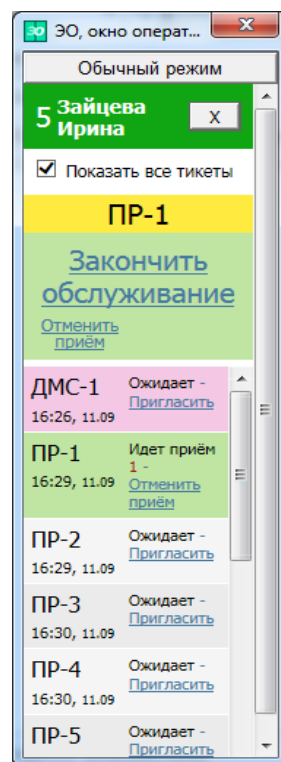 ЭО ЭО, окно операт... X
Обычный режим
5 Зайцева
Ирина
X
Показать все тикеты
ПР-1
Закончить
обслуживание
Отменить
приём
ДМС-1 Ожидает -
Пригласить
16:26, 11.09
ПР-1 Идет приём
1 -
16:29, 11.09 Отменить
приём
ПР-2 Ожидает -
Пригласить
16:29, 11.09
ПР-3 Ожидает -
Пригласить
16:30, 11.09
ПР-4 Ожидает -
Пригласить
16:30, 11.09
ПР-5 Ожидает -
Пригласить